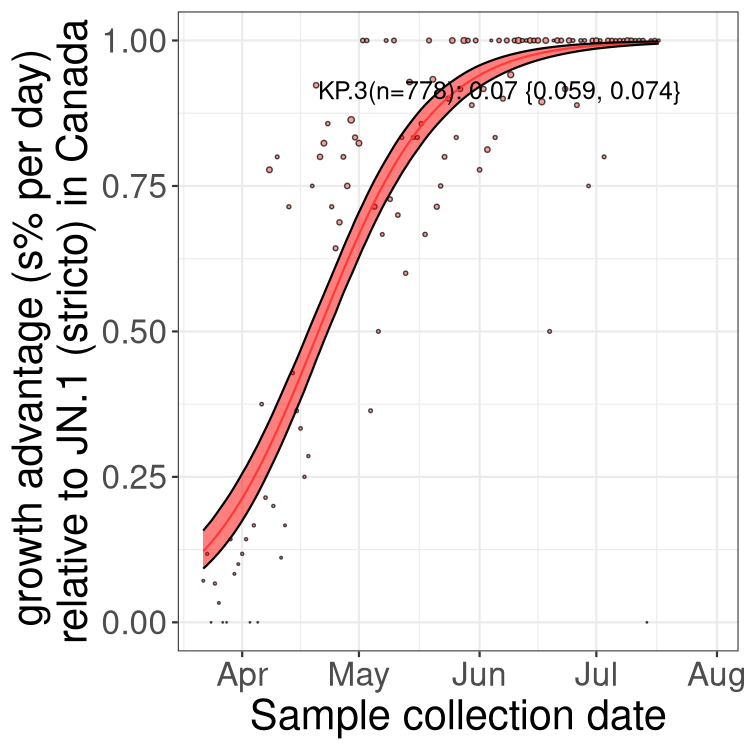 growth advantage (s% per day)
relative to JN.1 (stricto) in Canada
1.00
0.75
0.50
0.25
0.00
KP.3(n=778): 0.07 {0.059, 0.074}
Apr May Jun Jul Aug
Sample collection date